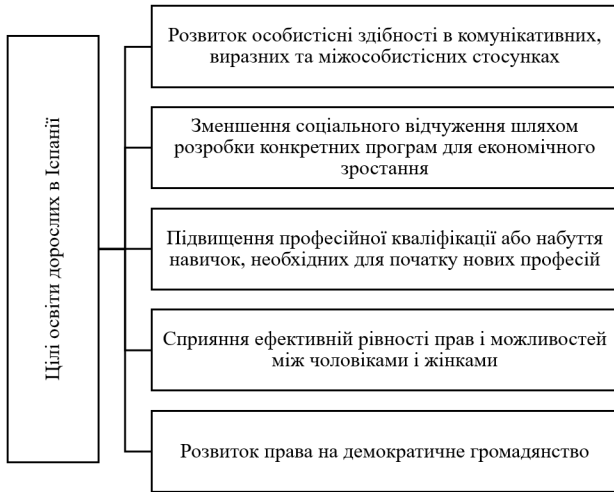 Цілі освіти дорослих в Іспанії
Розвиток особистісні здібності в комунікативних,
виразних та міжособистісних стосунках
Зменшення соціального відчуження шляхом
розробки конкретних програм для економічного
зростання
Підвищення професійної кваліфікації або набуття
навичок, необхідних для початку нових професій
Сприяння ефективній рівності прав і можливостей
між чоловіками і жінками
Розвиток права на демократичне громадянство